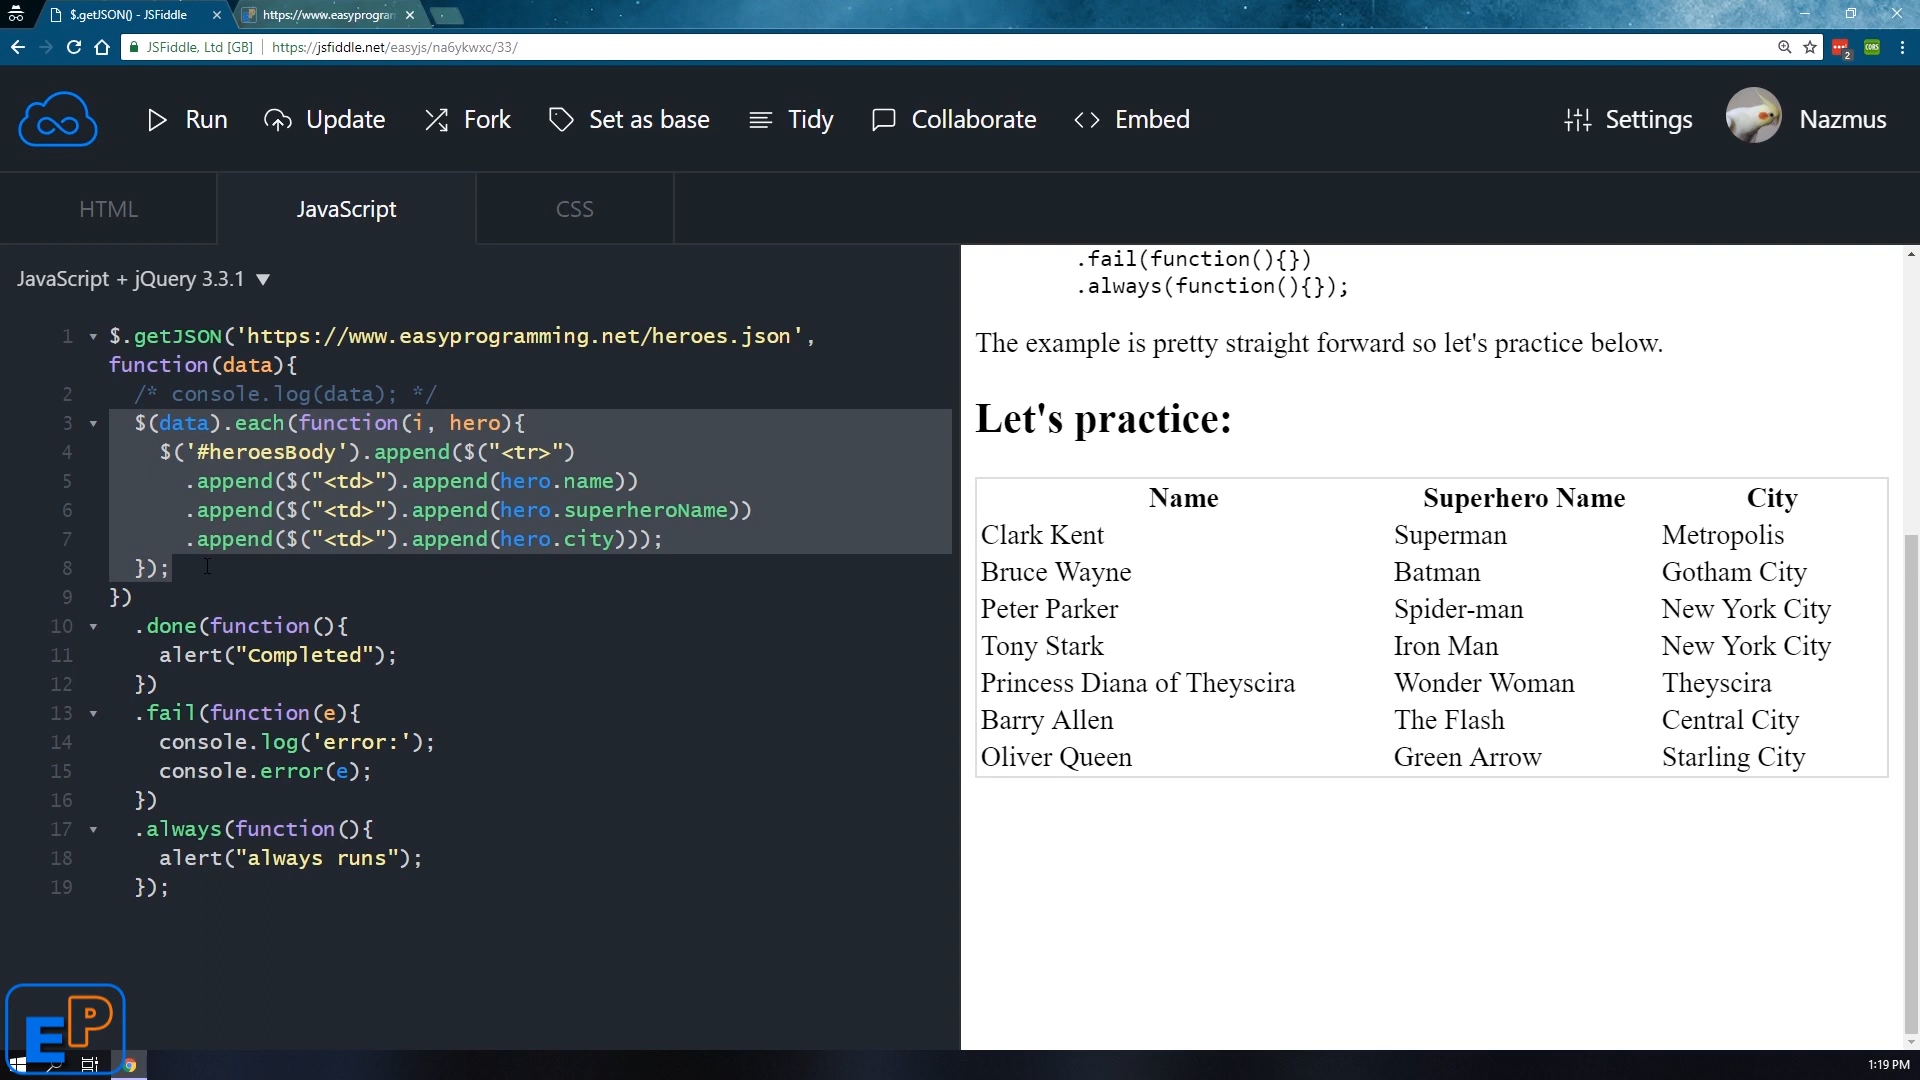 $.getJSON() - JSFiddle
https://www.easyprogram
JSFiddle, Ltd [GB] https://jsfiddle.net/easyjs/na6ykwxc/33/
2 CORS
Run Update Fork Set as base Tidy Collaborate Embed Settings Nazmus
HTML JavaScript CSS
JavaScript + jQuery 3.3.1 ▼
1 $.getJSON('https://www.easyprogramming.net/heroes.json',
function(data){
2 /* console.log(data); */
3 $(data).each(function(i, hero){
4 $('#heroesBody').append($("<tr>")
5 .append($("<td>").append(hero.name))
6 .append($("<td>").append(hero.superheroName))
7 .append($("<td>").append(hero.city)));
8 });
9 })
10 .done(function(){
11 alert("Completed");
12 })
13 .fail(function(e){
14 console.log('error:');
15 console.error(e);
16 })
17 .always(function(){
18 alert("always runs");
19 });
.fail(function(){})
.always(function(){});
The example is pretty straight forward so let's practice below.
Let's practice:
Name Superhero Name City
Clark Kent Superman Metropolis
Bruce Wayne Batman Gotham City
Peter Parker Spider-man New York City
Tony Stark Iron Man New York City
Princess Diana of Theyscira Wonder Woman Theyscira
Barry Allen The Flash Central City
Oliver Queen Green Arrow Starling City
EP
1:19 PM